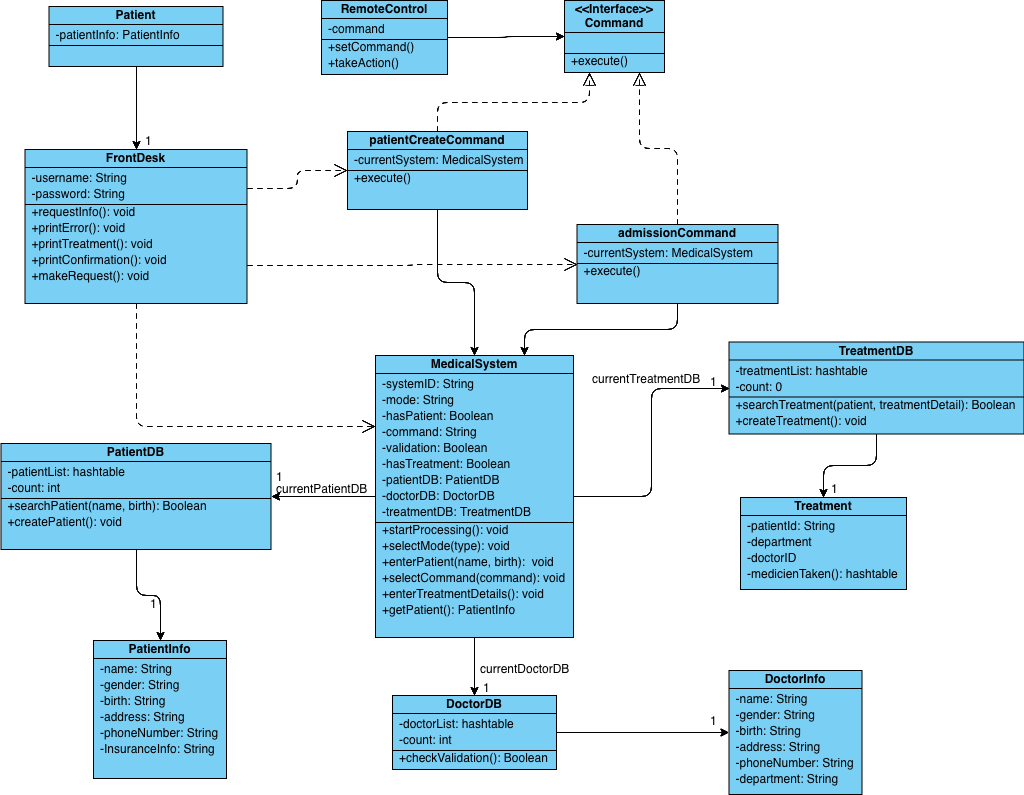 Patient
-patientInfo: PatientInfo
RemoteControl
-command
+setCommand()
+takeAction()
<<Interface>>
Command
+execute()
1
FrontDesk
-username: String
-password: String
+requestInfo(): void
+printError(): void
+printTreatment(): void
+printConfirmation(): void
+makeRequest(): void
patientCreateCommand
-currentSystem: MedicalSystem
+execute()
admissionCommand
-currentSystem: MedicalSystem
+execute()
MedicalSystem
-systemID: String
-mode: String
-hasPatient: Boolean
-command: String
-validation: Boolean
-hasTreatment: Boolean
-patientDB: PatientDB
-doctorDB: DoctorDB
-treatmentDB: TreatmentDB
+startProcessing(): void
+selectMode(type): void
+enterPatient(name, birth): void
+selectCommand(command): void
+enterTreatmentDetails(): void
+getPatient(): PatientInfo
currentTreatmentDB
1
TreatmentDB
-treatmentList: hashtable
-count: 0
+searchTreatment(patient, treatmentDetail): Boolean
+createTreatment(): void
1
Treatment
-patientId: String
-department
-doctorID
-medicienTaken(): hashtable
PatientDB
-patientList: hashtable
-count: int
+searchPatient(name, birth): Boolean
+createPatient(): void
1
currentPatientDB
1
PatientInfo
-name: String
-gender: String
-birth: String
-address: String
-phoneNumber: String
-InsuranceInfo: String
currentDoctorDB
1
DoctorDB
-doctorList: hashtable
-count: int
+checkValidation(): Boolean
1
DoctorInfo
-name: String
-gender: String
-birth: String
-address: String
-phoneNumber: String
-department: String